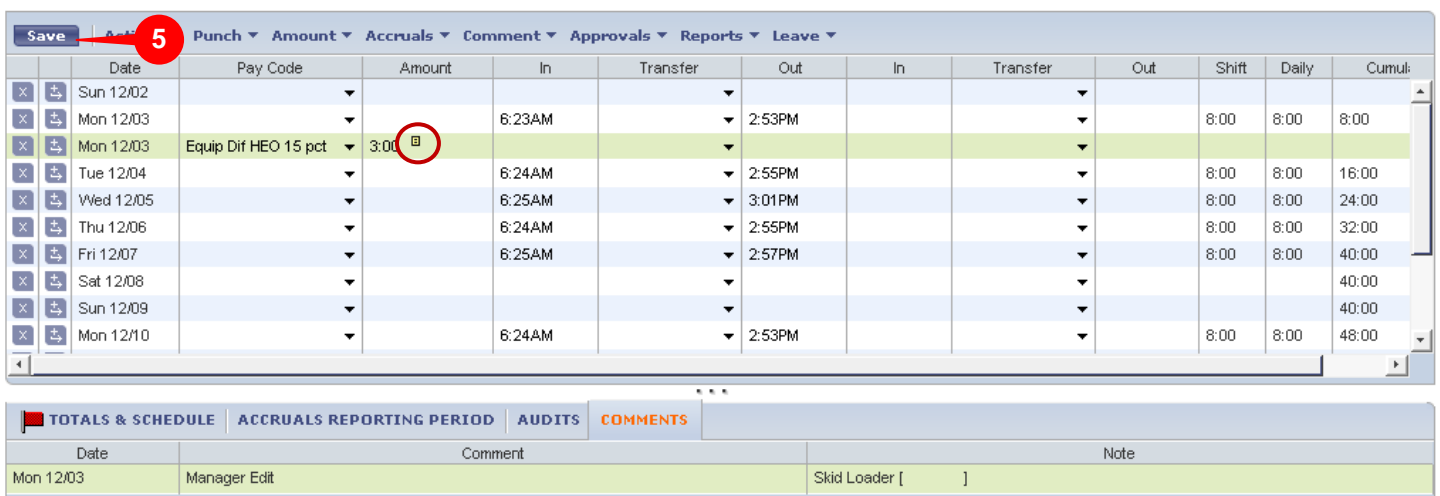 Save Acti 5 Punch Amount Accruals Comment Approvals Reports Leave
Date Pay Code Amount In Transfer Out In Transfer Out Shift Daily Cumula
X Sun 12/02
X Mon 12/03 6:23AM 2:53PM 8:00 8:00 8:00
X Mon 12/03 Equip Dif HEO 15 pct 3:00
X Tue 12/04 6:24AM 2:55PM 8:00 8:00 16:00
X Wed 12/05 6:25AM 3:01PM 8:00 8:00 24:00
X Thu 12/06 6:24AM 2:55PM 8:00 8:00 32:00
X Fri 12/07 6:25AM 2:57PM 8:00 8:00 40:00
X Sat 12/08 40:00
X Sun 12/09 40:00
X Mon 12/10 6:24AM 2:53PM 8:00 8:00 48:00
TOTALS & SCHEDULE ACCRUALS REPORTING PERIOD AUDITS COMMENTS
Date Comment Note
Mon 12/03 Manager Edit Skid Loader [ ]